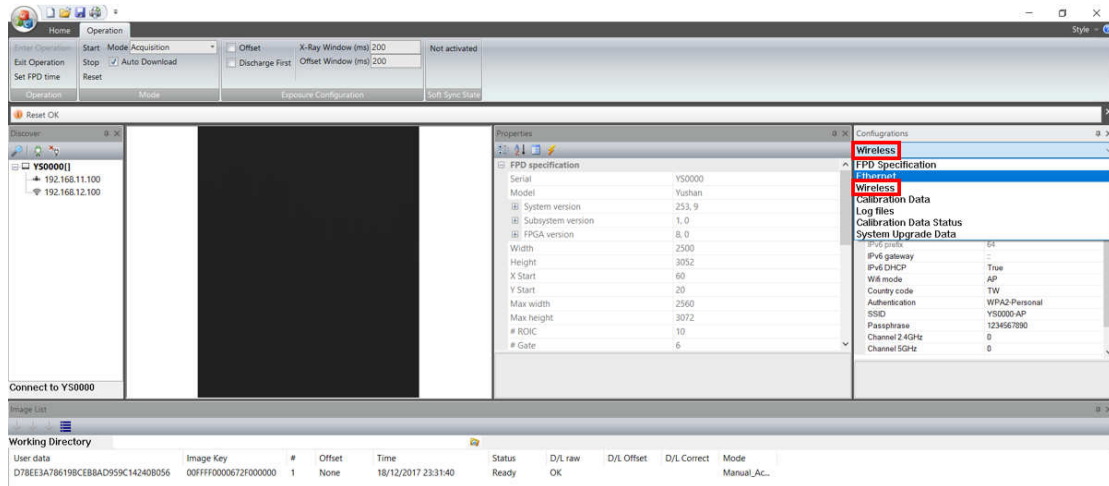 Home Operation Style
Enter Operation Start Mode Acquisition Offset X-Ray Window (ms) 200 Not activated
Exit Operation Stop Auto Download Discharge First Offset Window (ms) 200
Set FPD time Reset
Operation Mode Exposure Configuration Soft Sync State
Reset OK
Discover
YS0000[]
192.168.11.100
192.168.12.100
Connect to YS0000
Properties
FPD specification
Serial YS0000
Model Yushan
System version 253, 9
Subsystem version 1, 0
FPGA version 8, 0
Width 2500
Height 3052
X Start 60
Y Start 20
Max width 2560
Max height 3072
# ROIC 10
# Gate 6
Confugrations
Wireless
FPD Specification
Ethernet
Wireless
Calibration Data
Log files
Calibration Data Status
System Upgrade Data
IPv6 prefix 64
IPv6 gateway ::
IPv6 DHCP True
Wifi mode AP
Country code TW
Authentication WPA2-Personal
SSID YS0000-AP
Passphrase 1234567890
Channel 2.4GHz 0
Channel 5GHz 0
Image List
Working Directory
User data Image Key # Offset Time Status D/L raw D/L Offset D/L Correct Mode
D78EE3A78619BCEB8AD959C14240B056 00FFFF0000672F000000 1 None 18/12/2017 23:31:40 Ready OK Manual_Ac...